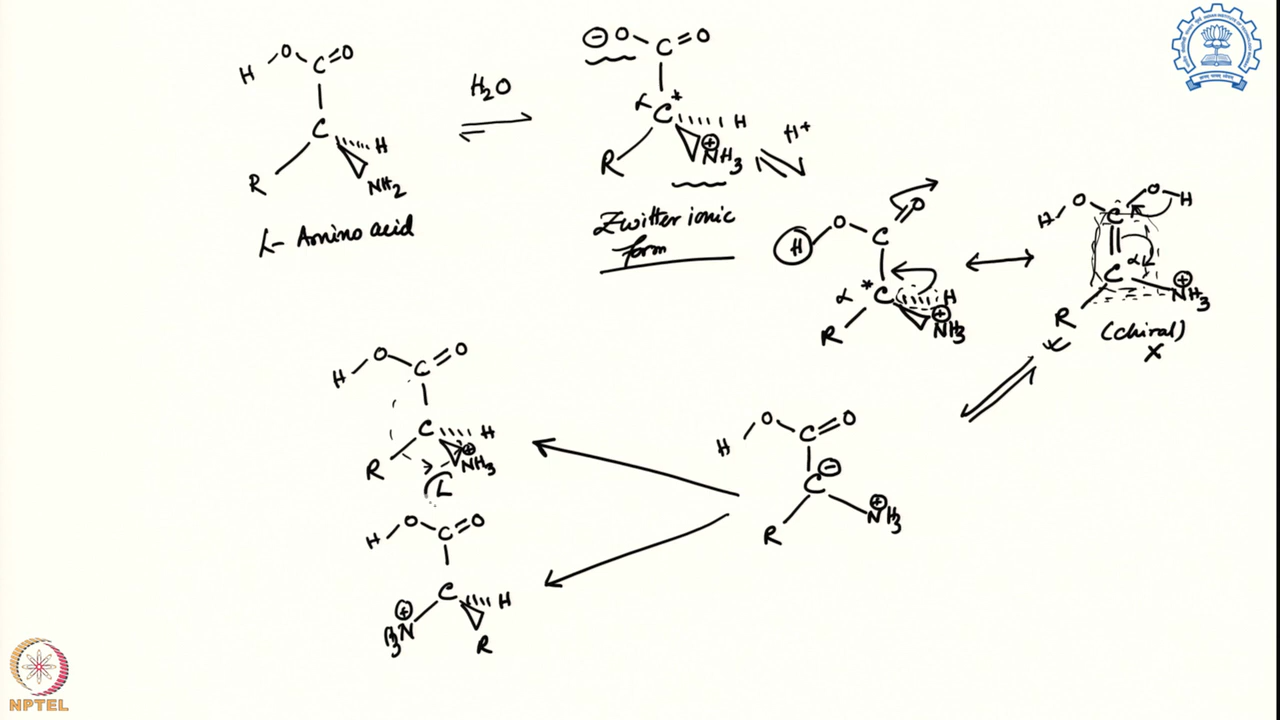 H O C O
C H
R NH₂
L- Amino acid
H₂O
⊖ O C O
α C* H
R ⊕NH₃
Zwitter ionic
form
H⁺
H O C O
α *C H
R ⊕NH₃
H O C O H
C α
R ⊕NH₃
(chiral)
X
H O C O
C H
R ⊕NH₃
L
H O C O
C⊖
R ⊕NH₃
H O C O
C H
⊕ H₃N R
NPTEL